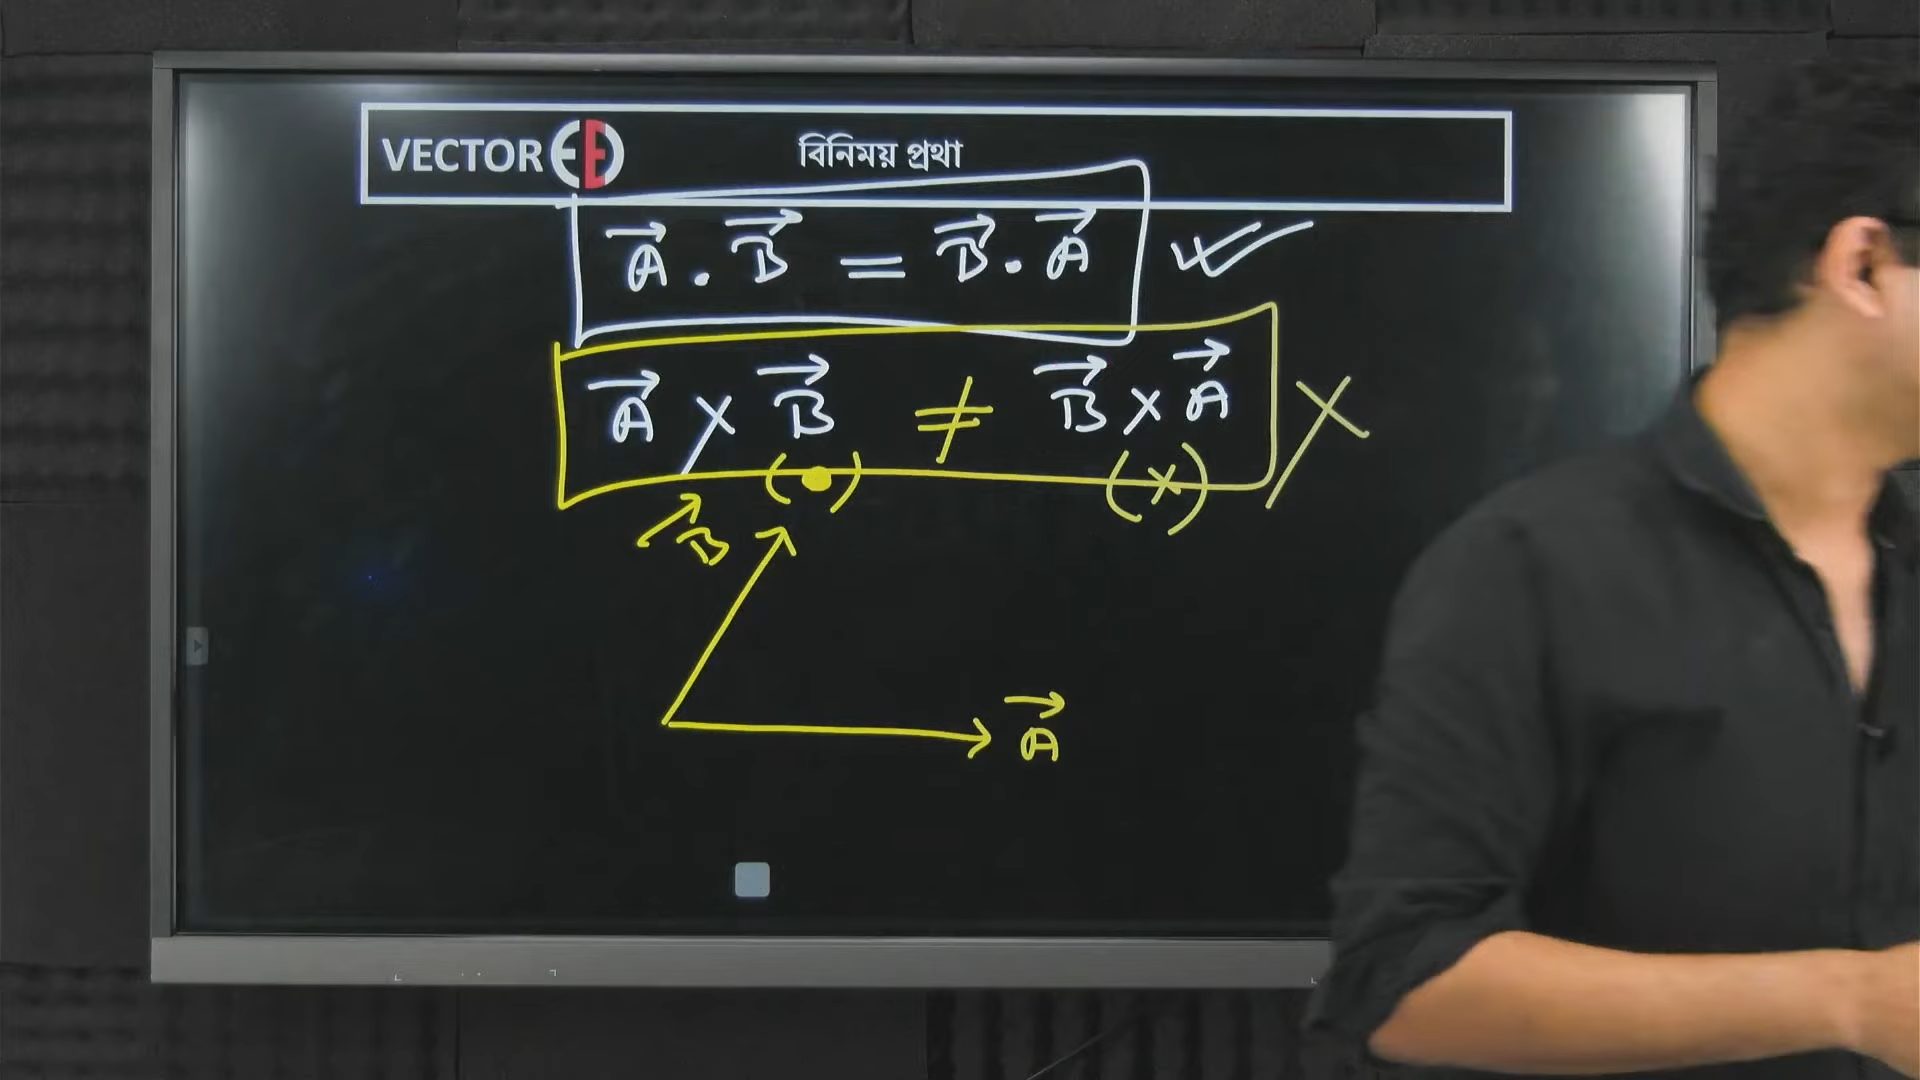 VECTOR বিনিময় প্রথা
A⃗ . B⃗ = B⃗ . A⃗
A⃗ × B⃗ ≠ B⃗ × A⃗
(•) (×)
B⃗
A⃗